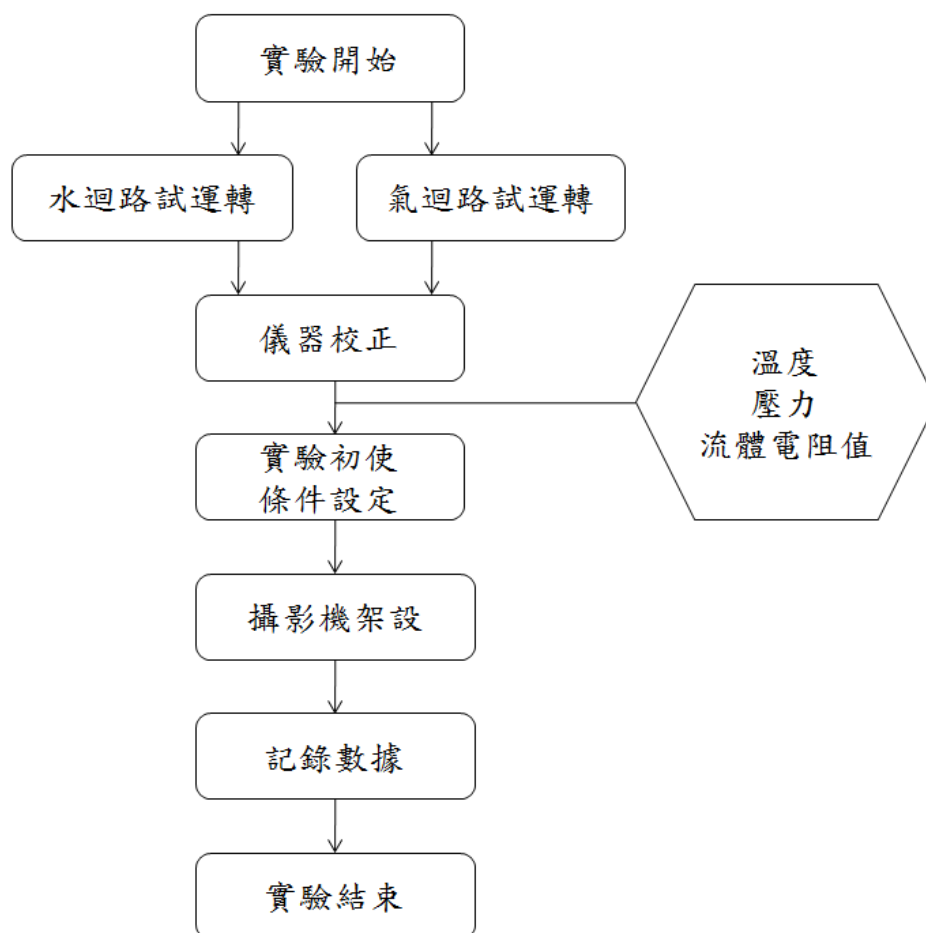 實驗開始
水迴路試運轉
氣迴路試運轉
儀器校正
溫度
壓力
流體電阻值
實驗初使
條件設定
攝影機架設
記錄數據
實驗結束